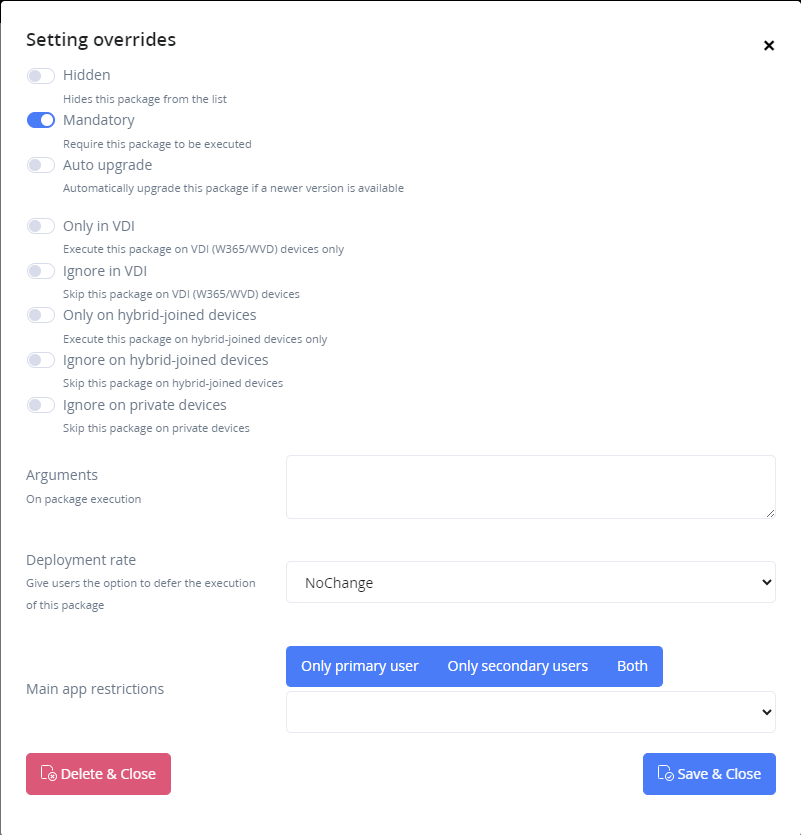 Setting overrides
×
Hidden
Hides this package from the list
Mandatory
Require this package to be executed
Auto upgrade
Automatically upgrade this package if a newer version is available
Only in VDI
Execute this package on VDI (W365/WVD) devices only
Ignore in VDI
Skip this package on VDI (W365/WVD) devices
Only on hybrid-joined devices
Execute this package on hybrid-joined devices only
Ignore on hybrid-joined devices
Skip this package on hybrid-joined devices
Ignore on private devices
Skip this package on private devices
Arguments
On package execution
Deployment rate
Give users the option to defer the execution
of this package
NoChange
Only primary user Only secondary users Both
Main app restrictions
Delete & Close Save & Close